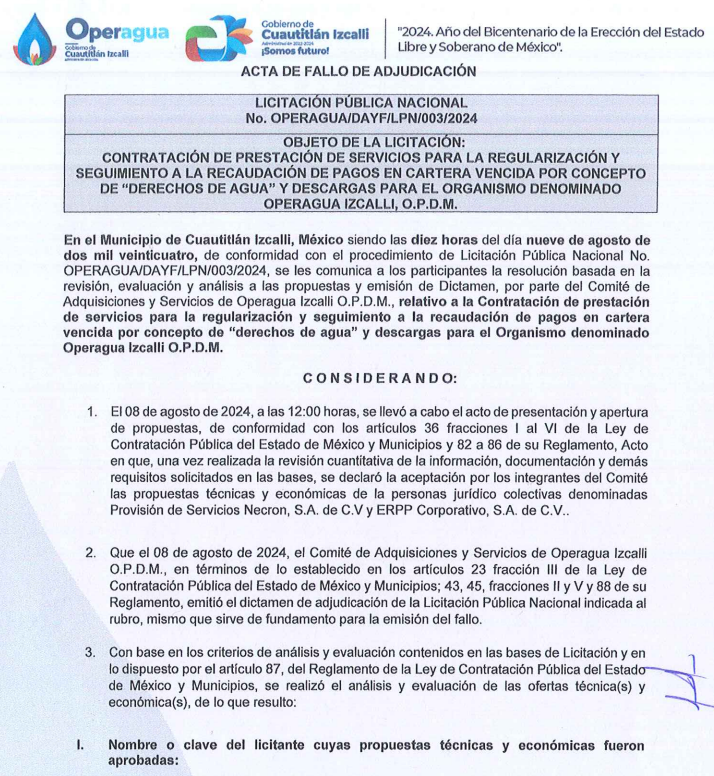 Operagua
Gobierno de
Cuautitlán Izcalli
Gobierno de
Cuautitlán Izcalli
Administración 2022-2024
¡Somos futuro!
"2024. Año del Bicentenario de la Erección del Estado
Libre y Soberano de México".
ACTA DE FALLO DE ADJUDICACIÓN
LICITACIÓN PÚBLICA NACIONAL
No. OPERAGUA/DAYF/LPN/003/2024
OBJETO DE LA LICITACIÓN:
CONTRATACIÓN DE PRESTACIÓN DE SERVICIOS PARA LA REGULARIZACIÓN Y
SEGUIMIENTO A LA RECAUDACIÓN DE PAGOS EN CARTERA VENCIDA POR CONCEPTO
DE “DERECHOS DE AGUA” Y DESCARGAS PARA EL ORGANISMO DENOMINADO
OPERAGUA IZCALLI, O.P.D.M.
En el Municipio de Cuautitlán Izcalli, México siendo las diez horas del día nueve de agosto de
dos mil veinticuatro, de conformidad con el procedimiento de Licitación Pública Nacional No.
OPERAGUA/DAYF/LPN/003/2024, se les comunica a los participantes la resolución basada en la
revisión, evaluación y análisis a las propuestas y emisión de Dictamen, por parte del Comité de
Adquisiciones y Servicios de Operagua Izcalli O.P.D.M., relativo a la Contratación de prestación
de servicios para la regularización y seguimiento a la recaudación de pagos en cartera
vencida por concepto de “derechos de agua” y descargas para el Organismo denominado
Operagua Izcalli O.P.D.M.
C O N S I D E R A N D O:
1. El 08 de agosto de 2024, a las 12:00 horas, se llevó a cabo el acto de presentación y apertura
de propuestas, de conformidad con los artículos 36 fracciones I al VI de la Ley de
Contratación Pública del Estado de México y Municipios y 82 a 86 de su Reglamento, Acto
en que, una vez realizada la revisión cuantitativa de la información, documentación y demás
requisitos solicitados en las bases, se declaró la aceptación por los integrantes del Comité
las propuestas técnicas y económicas de la personas jurídico colectivas denominadas
Provisión de Servicios Necron, S.A. de C.V y ERPP Corporativo, S.A. de C.V..
2. Que el 08 de agosto de 2024, el Comité de Adquisiciones y Servicios de Operagua Izcalli
O.P.D.M., en términos de lo establecido en los artículos 23 fracción III de la Ley de
Contratación Pública del Estado de México y Municipios; 43, 45, fracciones II y V y 88 de su
Reglamento, emitió el dictamen de adjudicación de la Licitación Pública Nacional indicada al
rubro, mismo que sirve de fundamento para la emisión del fallo.
3. Con base en los criterios de análisis y evaluación contenidos en las bases de Licitación y en
lo dispuesto por el artículo 87, del Reglamento de la Ley de Contratación Pública del Estado
de México y Municipios, se realizó el análisis y evaluación de las ofertas técnica(s) y
económica(s), de lo que resulto:
I. Nombre o clave del licitante cuyas propuestas técnicas y económicas fueron
aprobadas: